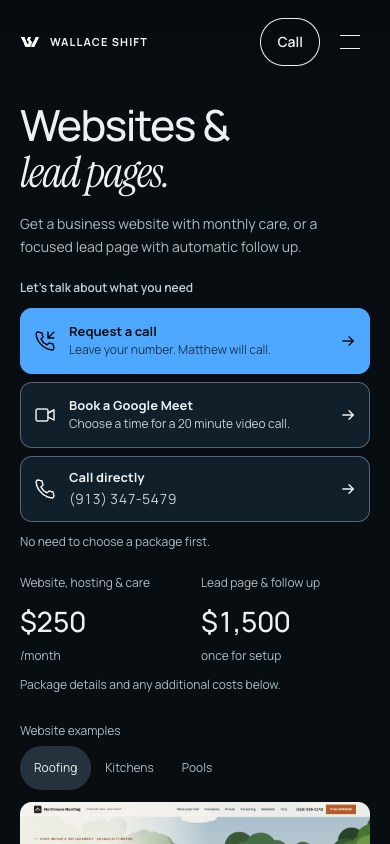 WALLACE SHIFT
Call
Websites &
lead pages.
Get a business website with monthly care, or a
focused lead page with automatic follow up.
Let's talk about what you need
Request a call
Leave your number. Matthew will call.
Book a Google Meet
Choose a time for a 20 minute video call.
Call directly
(913) 347-5479
No need to choose a package first.
Website, hosting & care
Lead page & follow up
$250
$1,500
/month
once for setup
Package details and any additional costs below.
Website examples
Roofing
Kitchens
Pools
Northwave Roofing